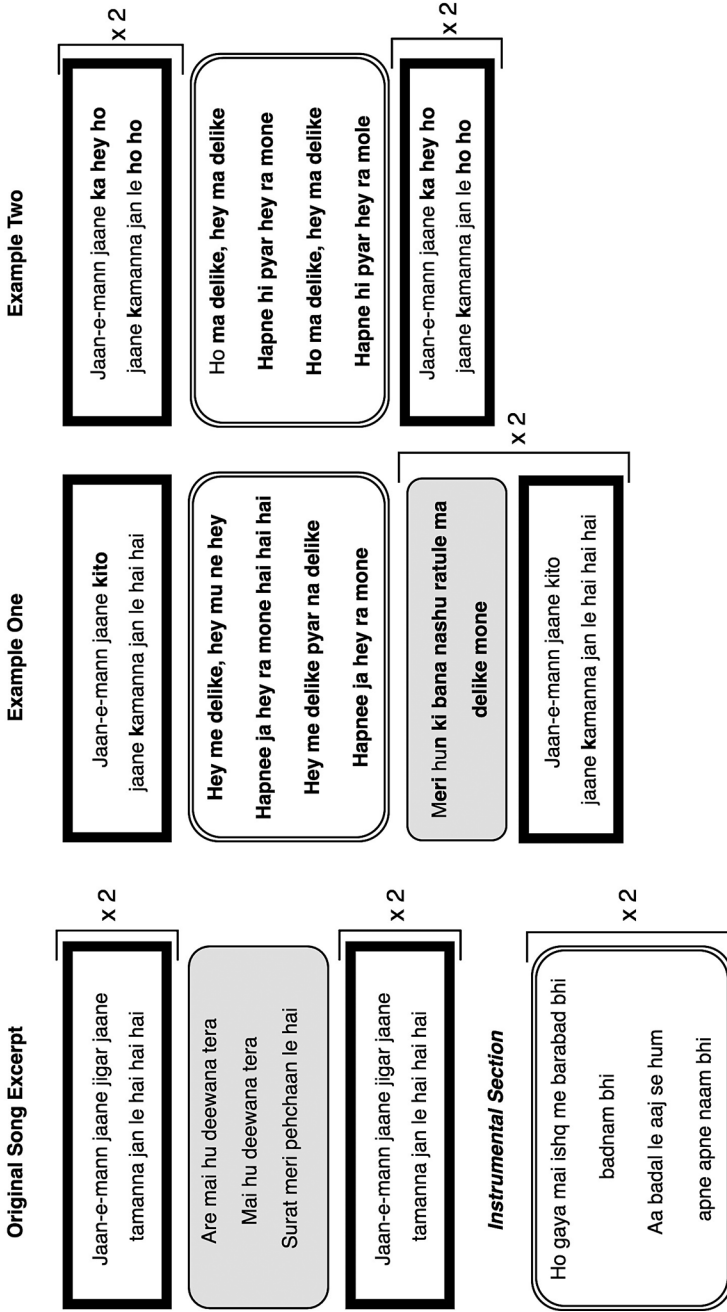 Original Song Excerpt
Jaan-e-mann jaane jigar jaane
tamanna jan le hai hai hai
x 2
Are mai hu deewana tera
Mai hu deewana tera
Surat meri pehchaan le hai
Jaan-e-mann jaane jigar jaane
tamanna jan le hai hai hai
x 2
Instrumental Section
Ho gaya mai ishq me barabad bhi
badnam bhi
Aa badal le aaj se hum
apne apne naam bhi
x 2
Example One
Jaan-e-mann jaane kito
jaane kamanna jan le hai hai hai
Hey me delike, hey mu ne hey
Hapnee ja hey ra mone hai hai hai
Hey me delike pyar na delike
Hapnee ja hey ra mone
Meri hun ki bana nashu ratule ma
delike mone
Jaan-e-mann jaane kito
jaane kamanna jan le hai hai hai
x 2
Example Two
Jaan-e-mann jaane ka hey ho
jaane kamanna jan le ho ho
x 2
Ho ma delike, hey ma delike
Hapne hi pyar hey ra mone
Ho ma delike, hey ma delike
Hapne hi pyar hey ra mole
Jaan-e-mann jaane ka hey ho
jaane kamanna jan le ho ho
x 2